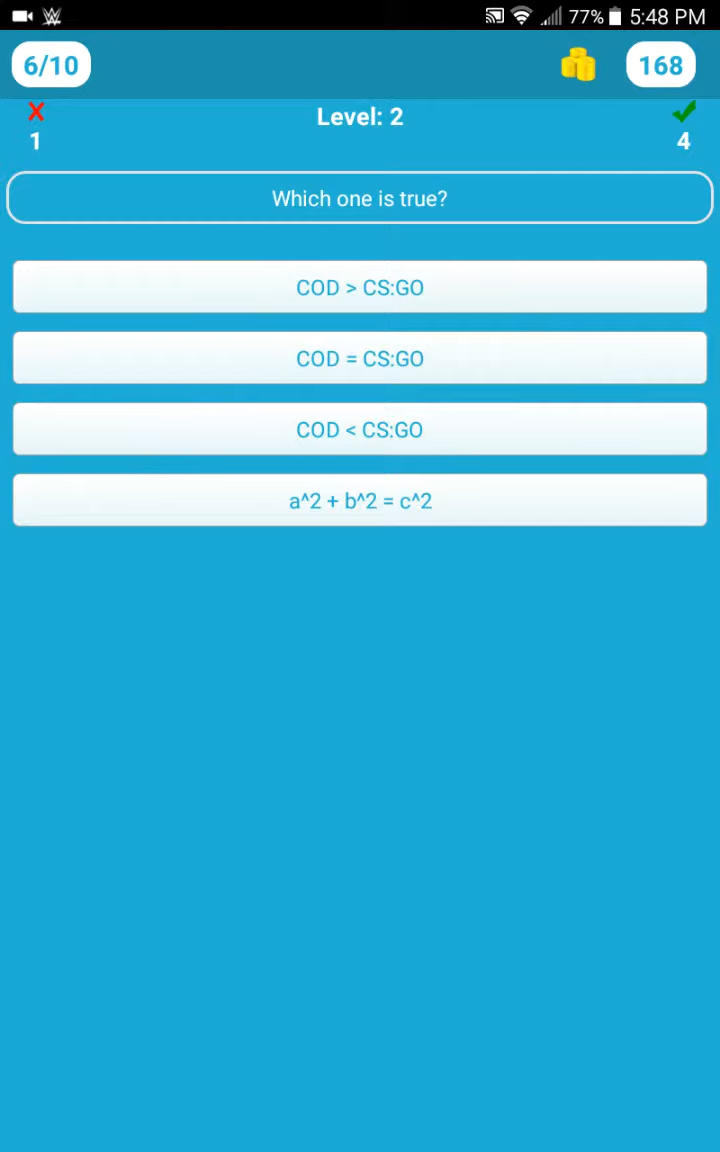 77% 5:48 PM
6/10 168
Level: 2
1 4
Which one is true?
COD > CS:GO
COD = CS:GO
COD < CS:GO
a^2 + b^2 = c^2